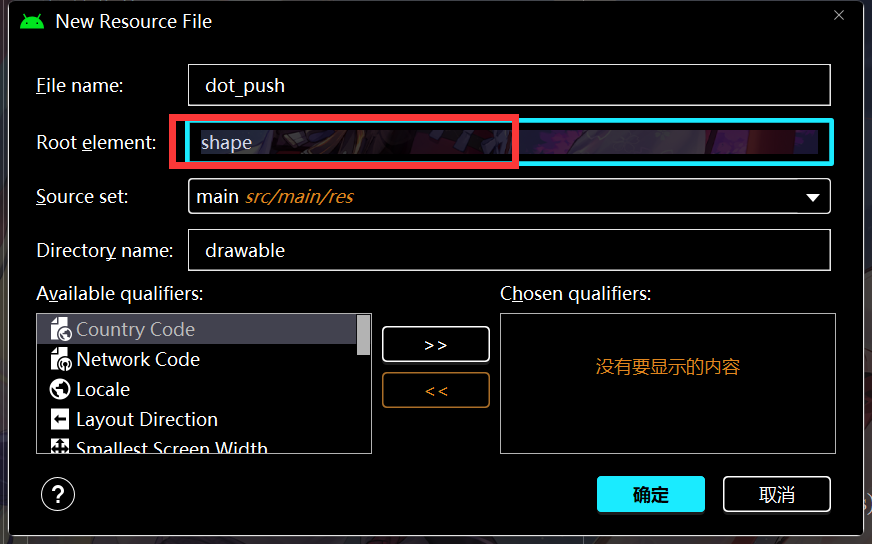 New Resource File
File name: dot_push
Root element: shape
Source set: main src/main/res
Directory name: drawable
Available qualifiers:
Country Code
Network Code
Locale
Layout Direction
Smallest Screen Width
>>
<<
Chosen qualifiers:
没有要显示的内容
?
确定
取消